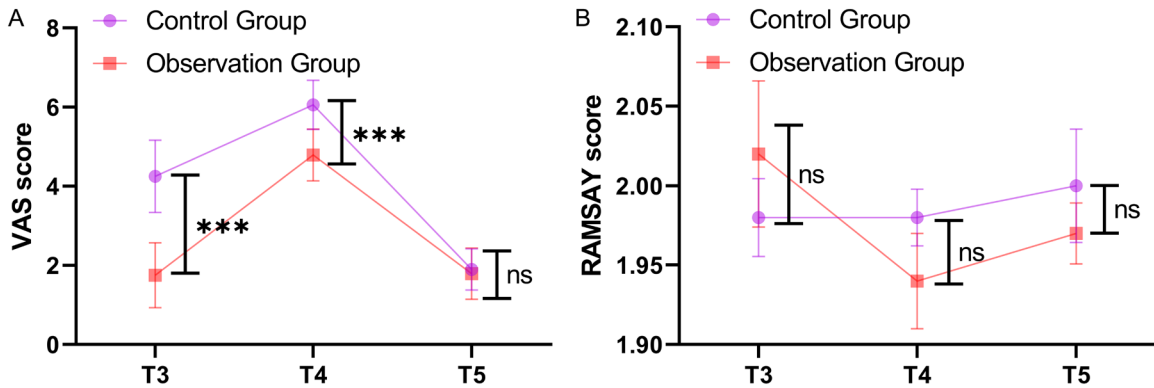 A
Control Group
Observation Group
VAS score
8
6
4
2
0
***
***
ns
T3
T4
T5
B
Control Group
Observation Group
RAMSAY score
2.10
2.05
2.00
1.95
1.90
ns
ns
ns
T3
T4
T5